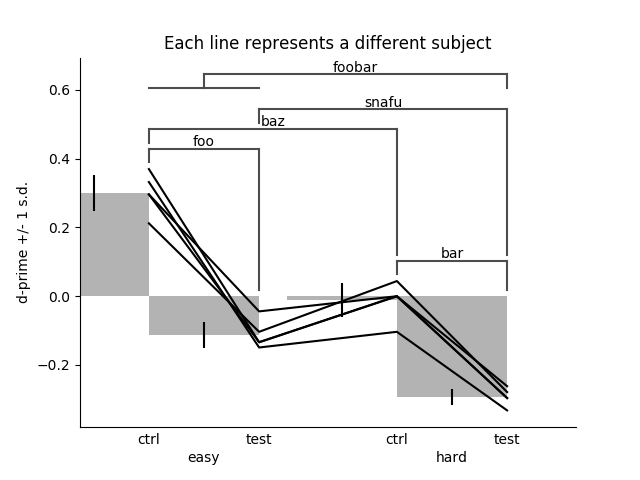 Each line represents a different subject
foobar
snafu
baz
foo
bar
d-prime +/- 1 s.d.
0.6
0.4
0.2
0.0
−0.2
ctrl test ctrl test
easy hard